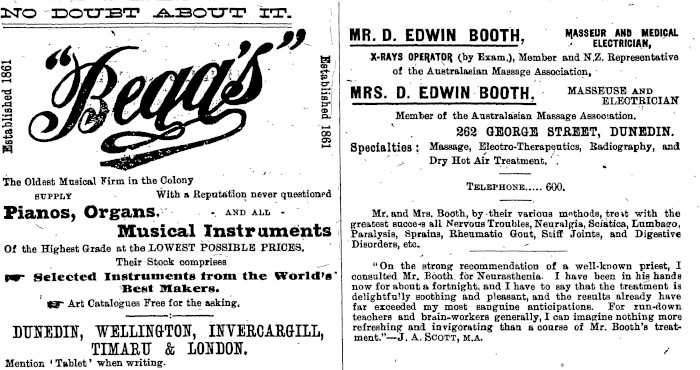 NO DOUBT ABOUT IT.
Established 1861
"Begg's"
Established 1861
The Oldest Musical Firm in the Colony
SUPPLY With a Reputation never questioned
Pianos, Organs, - AND ALL -
Musical Instruments
Of the Highest Grade at the LOWEST POSSIBLE PRICES.
Their Stock comprises
Selected Instruments from the World's
Best Makers.
Art Catalogues Free for the asking.
DUNEDIN, WELLINGTON, INVERCARGILL,
TIMARU & LONDON.
Mention 'Tablet' when writing.
MR. D. EDWIN BOOTH, MASSEUR AND MEDICAL
ELECTRICIAN,
X-RAYS OPERATOR (by Exam.), Member and N.Z. Representative
of the Australasian Massage Association,
MRS. D. EDWIN BOOTH. MASSEUSE AND
ELECTRICIAN
Member of the Australasian Massage Association.
262 GEORGE STREET, DUNEDIN.
Specialties: Massage, Electro-Therapeutics, Radiography, and
Dry Hot Air Treatment.
TELEPHONE..... 600.
Mr. and Mrs. Booth, by their various methods, treat with the
greatest success all Nervous Troubles, Neuralgia, Sciatica, Lumbago,
Paralysis, Sprains, Rheumatic Gout, Stiff Joints, and Digestive
Disorders, etc.
"On the strong recommendation of a well-known priest, I
consulted Mr. Booth for Neurasthenia. I have been in his hands
now for about a fortnight, and I have to say that the treatment is
delightfully soothing and pleasant, and the results already have
far exceeded my most sanguine anticipations. For run-down
teachers and brain-workers generally, I can imagine nothing more
refreshing and invigorating than a course of Mr. Booth's treat-
ment."—J. A. SCOTT, M.A.